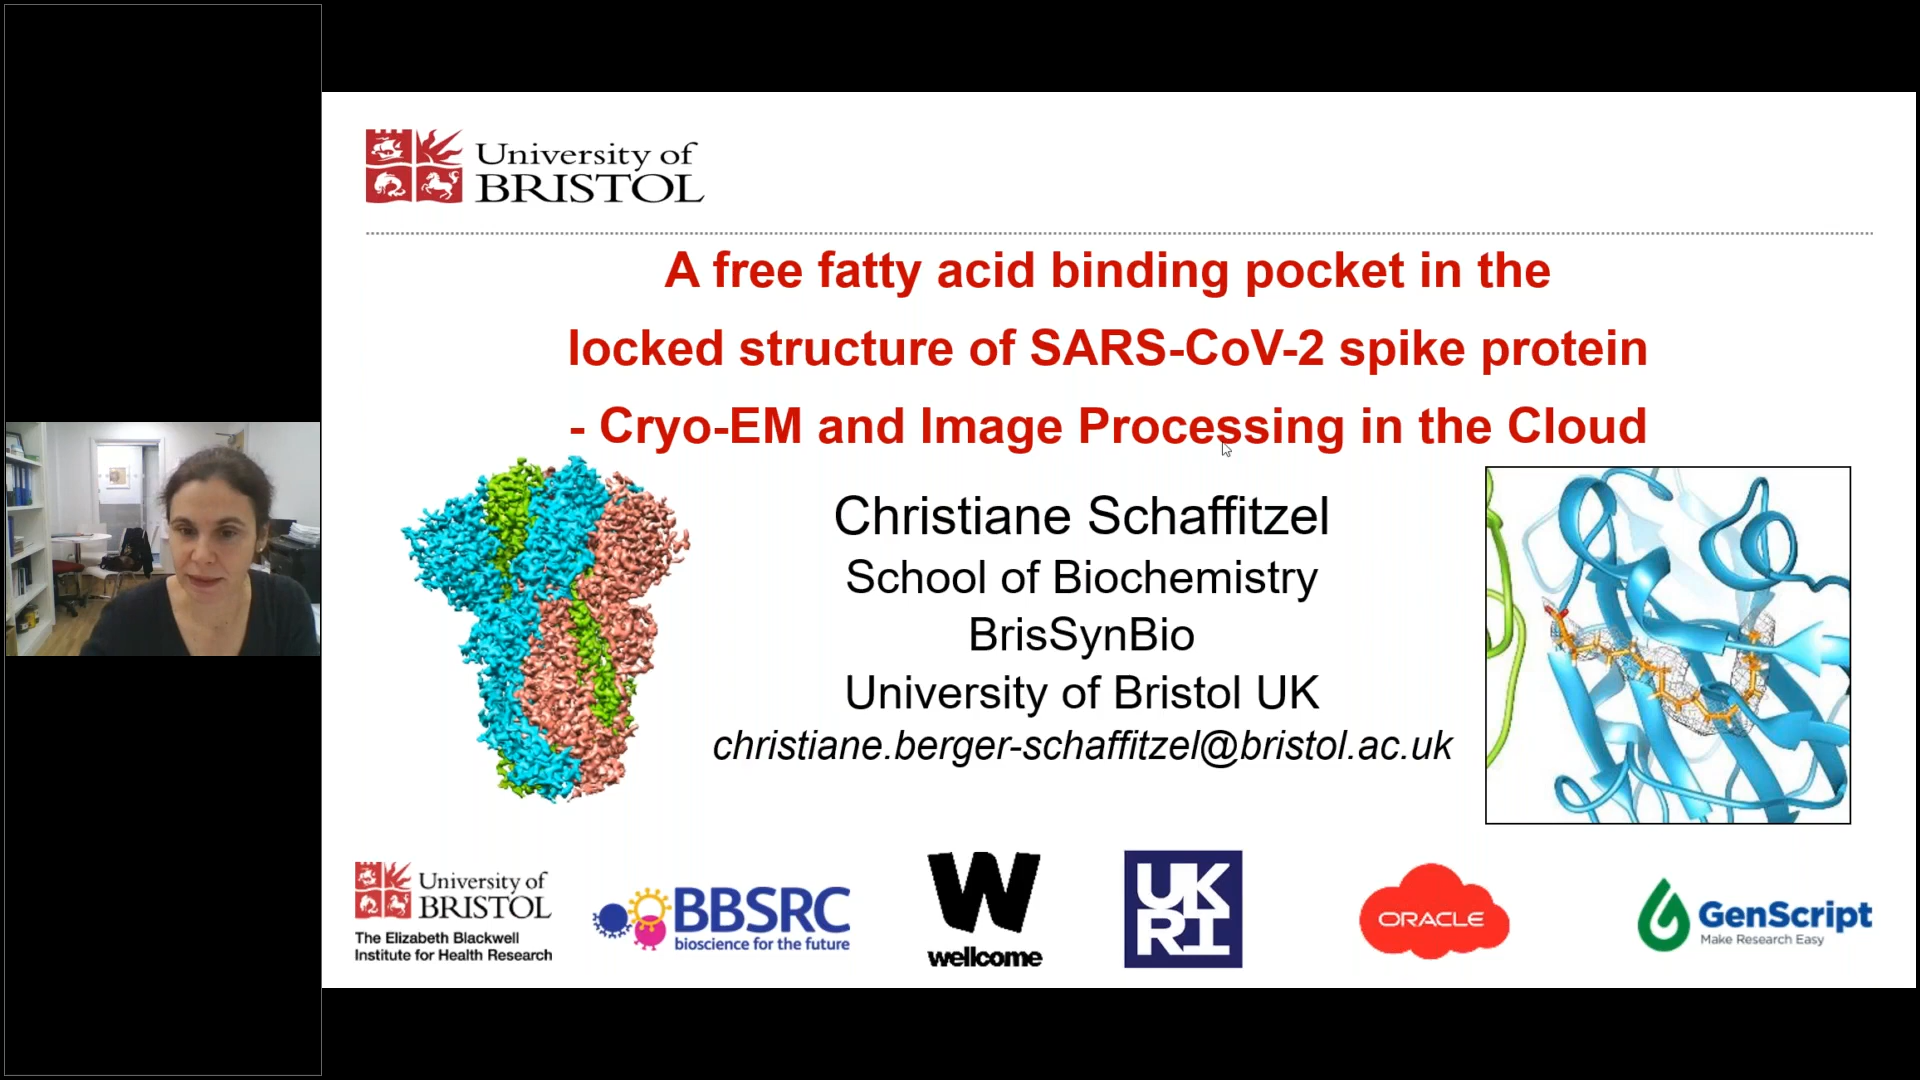 University of
BRISTOL
A free fatty acid binding pocket in the
locked structure of SARS-CoV-2 spike protein
- Cryo-EM and Image Processing in the Cloud
Christiane Schaffitzel
School of Biochemistry
BrisSynBio
University of Bristol UK
christiane.berger-schaffitzel@bristol.ac.uk
University of
BRISTOL
The Elizabeth Blackwell
Institute for Health Research
BBSRC
bioscience for the future
W
wellcome
UK
RI
ORACLE
GenScript
Make Research Easy